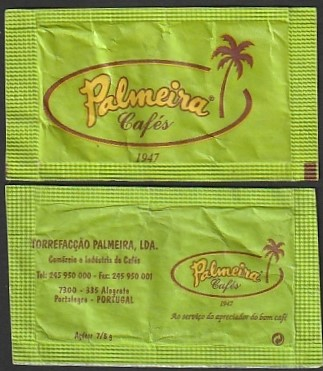 Palmeira
Cafés
1947
TORREFACÇÃO PALMEIRA, LDA.
Comércio e Indústria de Cafés
Tel: 245 950 000 - Fax: 245 950 001
7300 - 335 Alagoto
Portalegre - PORTUGAL
Açúcar 7/8 g
Palmeira
Cafés
1947
Ao serviço do apreciador do bom café